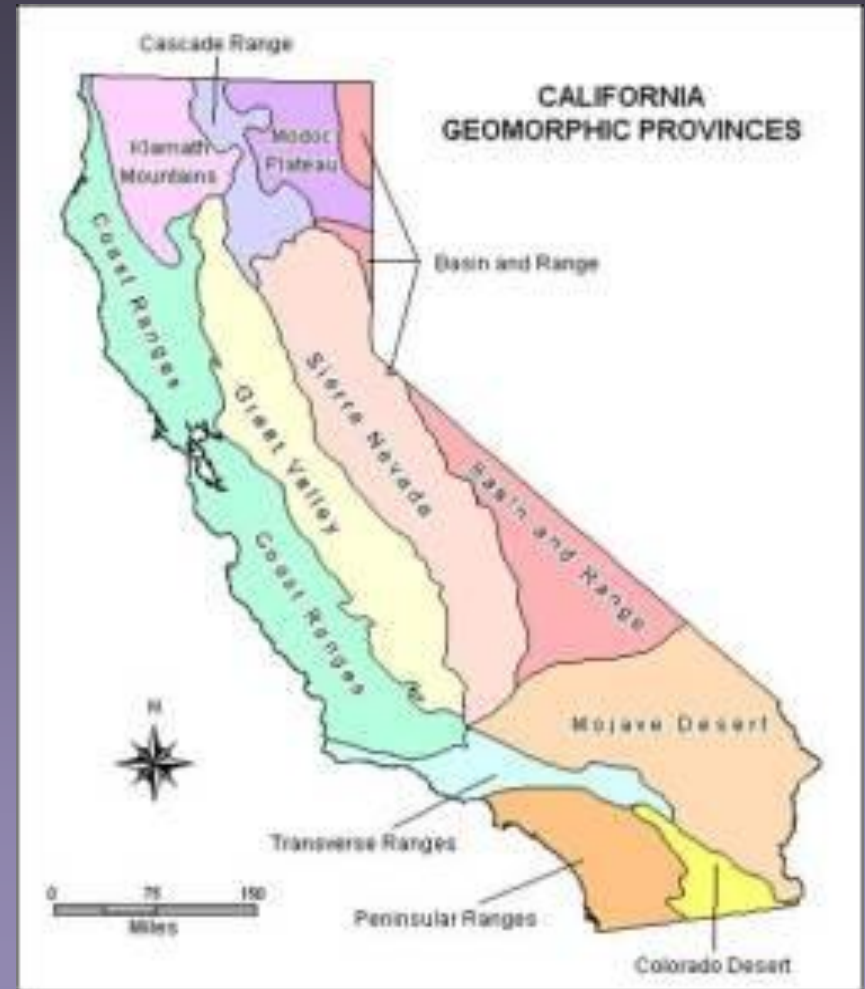 Cascade Range
CALIFORNIA
GEOMORPHIC PROVINCES
Klamath
Mountains
Modoc
Plateau
Coast Ranges
Basin and Range
Sierra Nevada
Great Valley
Basin and Range
Coast Ranges
N
Mojave Desert
Transverse Ranges
0 75 150
Miles
Peninsular Ranges
Colorado Desert